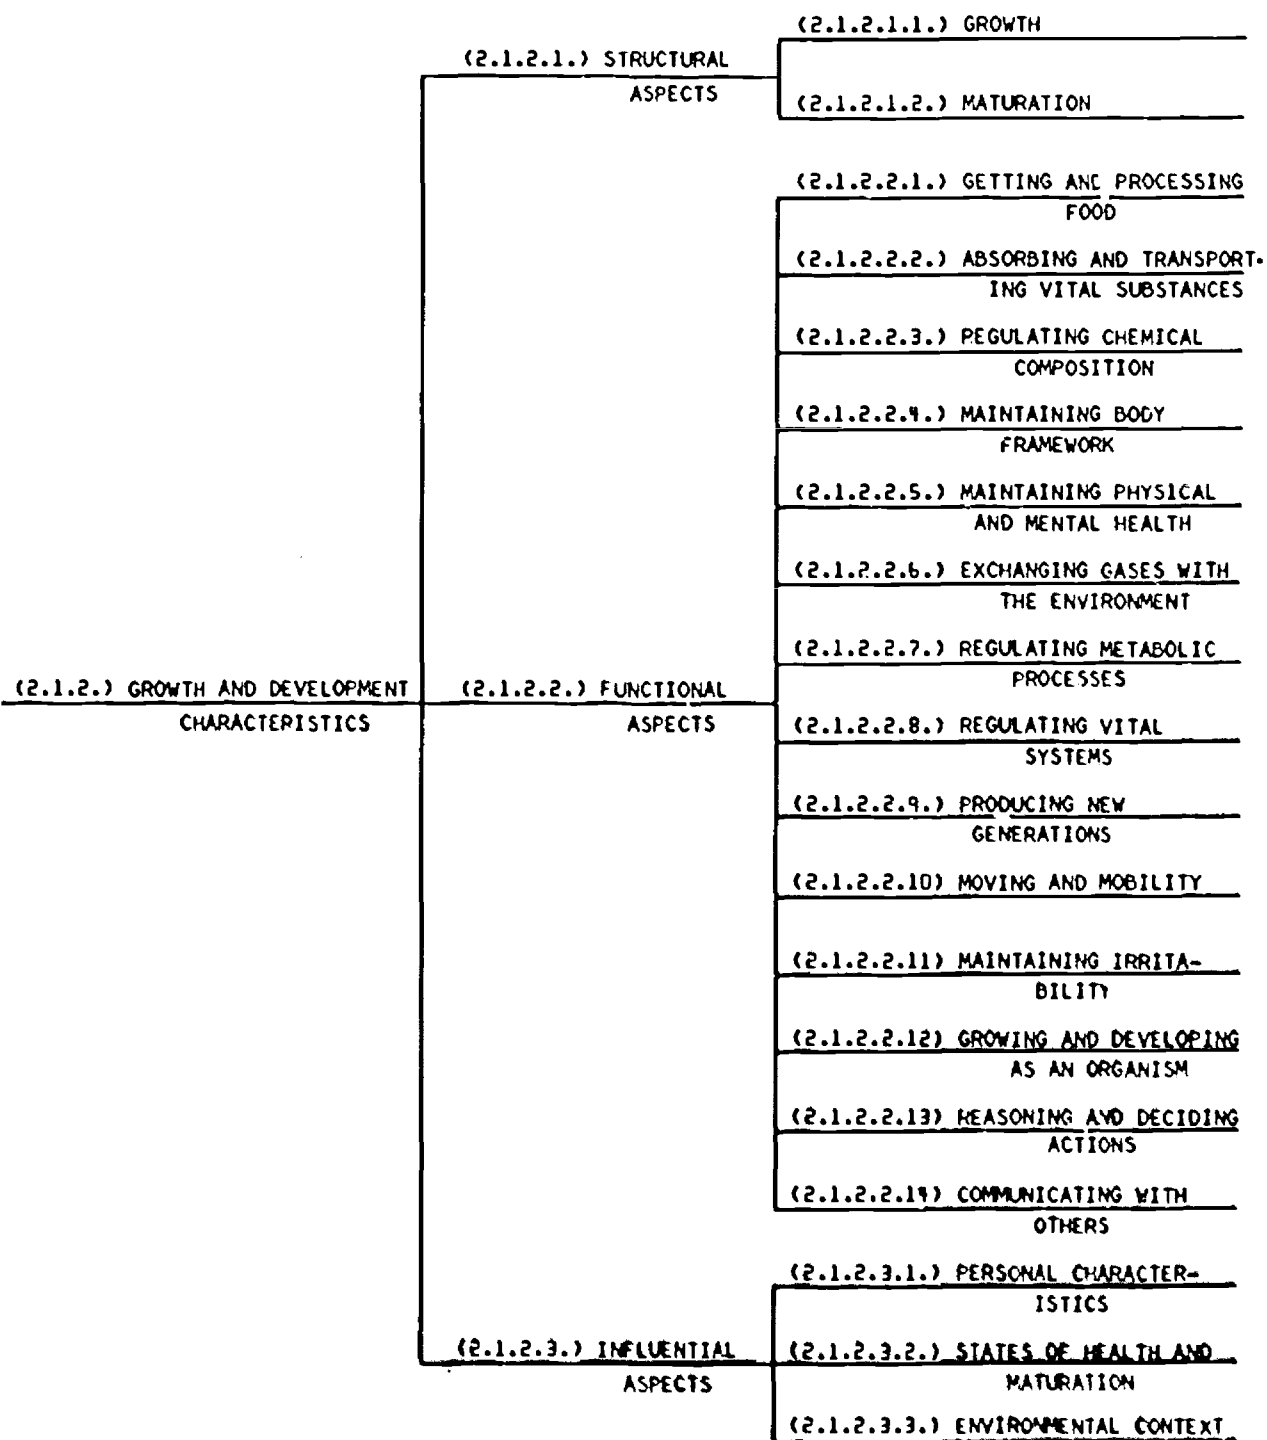 (2.1.2.1.1.) GROWTH
(2.1.2.1.) STRUCTURAL
ASPECTS
(2.1.2.1.2.) MATURATION
(2.1.2.2.1.) GETTING AND PROCESSING
FOOD
(2.1.2.2.2.) ABSORBING AND TRANSPORT-
ING VITAL SUBSTANCES
(2.1.2.2.3.) REGULATING CHEMICAL
COMPOSITION
(2.1.2.2.4.) MAINTAINING BODY
FRAMEWORK
(2.1.2.2.5.) MAINTAINING PHYSICAL
AND MENTAL HEALTH
(2.1.2.2.6.) EXCHANGING GASES WITH
THE ENVIRONMENT
(2.1.2.2.7.) REGULATING METABOLIC
PROCESSES
(2.1.2.) GROWTH AND DEVELOPMENT
CHARACTERISTICS
(2.1.2.2.) FUNCTIONAL
ASPECTS
(2.1.2.2.8.) REGULATING VITAL
SYSTEMS
(2.1.2.2.9.) PRODUCING NEW
GENERATIONS
(2.1.2.2.10) MOVING AND MOBILITY
(2.1.2.2.11) MAINTAINING IRRITA-
BILITY
(2.1.2.2.12) GROWING AND DEVELOPING
AS AN ORGANISM
(2.1.2.2.13) REASONING AND DECIDING
ACTIONS
(2.1.2.2.14) COMMUNICATING WITH
OTHERS
(2.1.2.3.1.) PERSONAL CHARACTER-
ISTICS
(2.1.2.3.) INFLUENTIAL
ASPECTS
(2.1.2.3.2.) STATES OF HEALTH AND
MATURATION
(2.1.2.3.3.) ENVIRONMENTAL CONTEXT